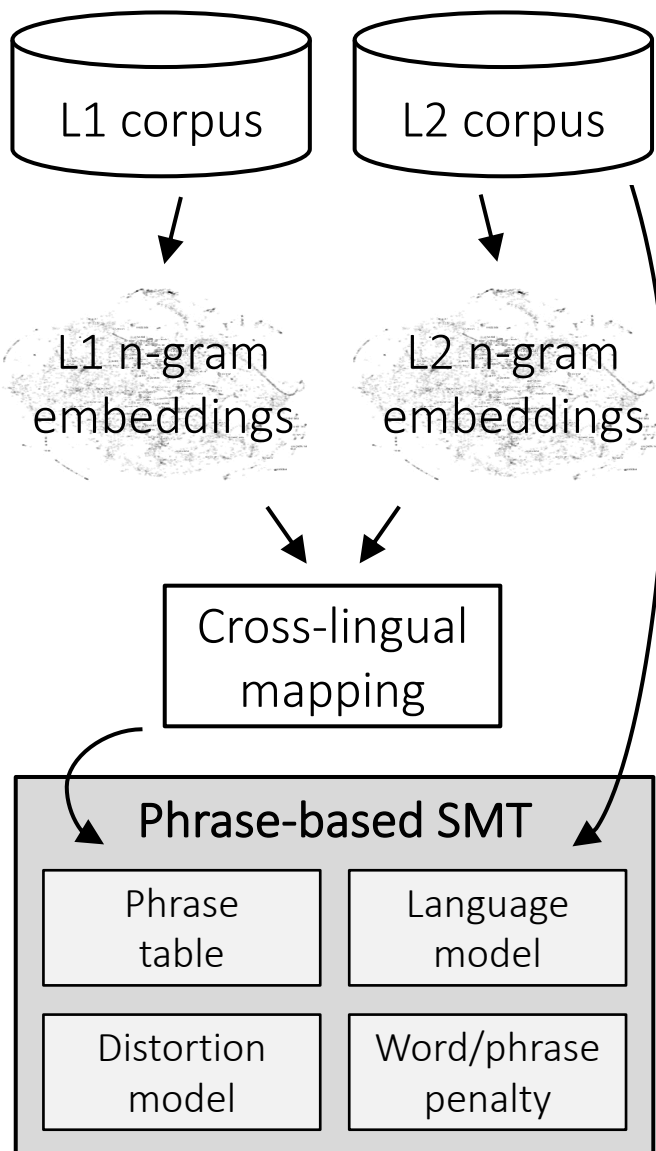 L1 corpus
L2 corpus
L1 n-gram
embeddings
L2 n-gram
embeddings
Cross-lingual
mapping
Phrase-based SMT
Phrase
table
Language
model
Distortion
model
Word/phrase
penalty